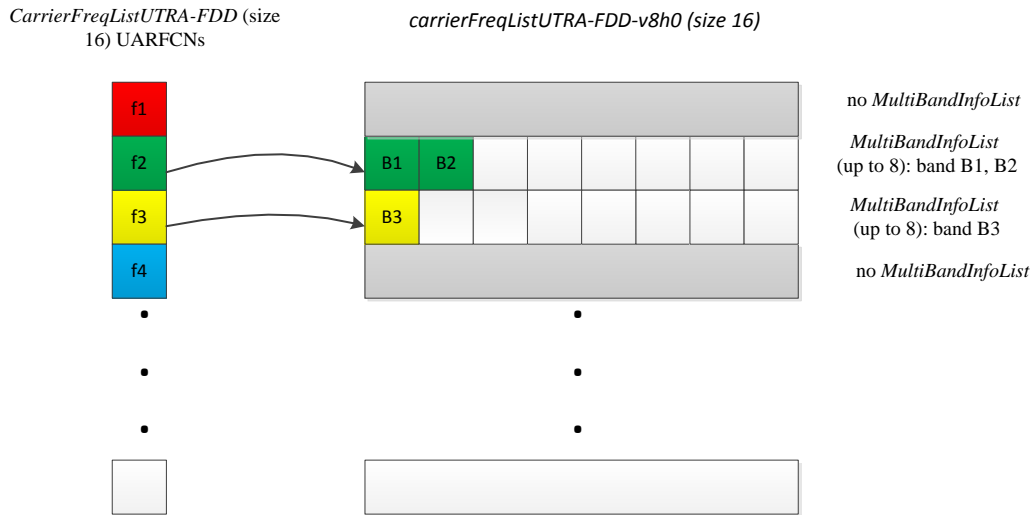 CarrierFreqListUTRA-FDD (size
16) UARFCNs
carrierFreqListUTRA-FDD-v8h0 (size 16)
f1
no MultiBandInfoList
f2
B1 B2
MultiBandInfoList
(up to 8): band B1, B2
f3
B3
MultiBandInfoList
(up to 8): band B3
f4
no MultiBandInfoList